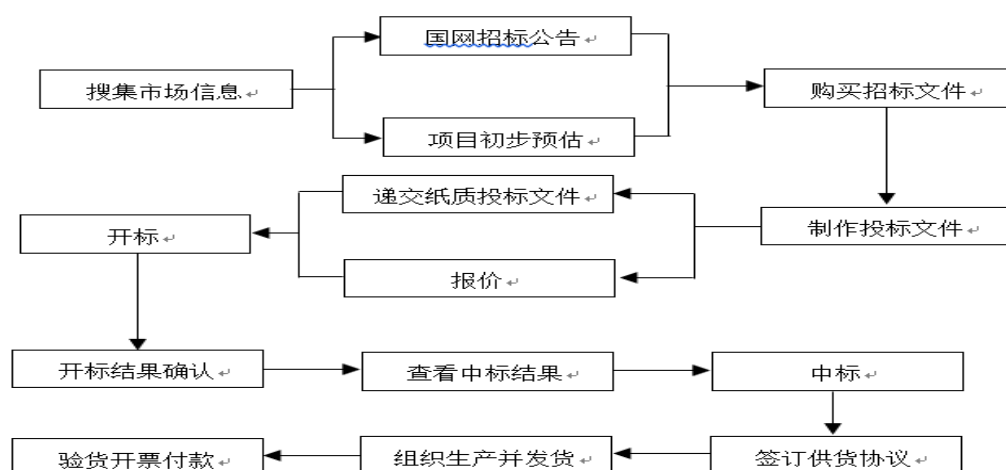 国网招标公告
搜集市场信息
购买招标文件
项目初步预估
递交纸质投标文件
制作投标文件
开标
报价
开标结果确认
查看中标结果
中标
验货开票付款
组织生产并发货
签订供货协议